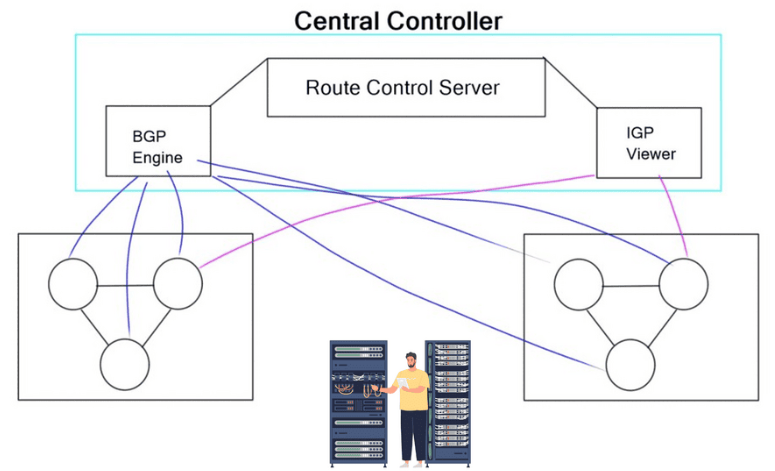 Central Controller
Route Control Server
BGP
Engine
IGP
Viewer